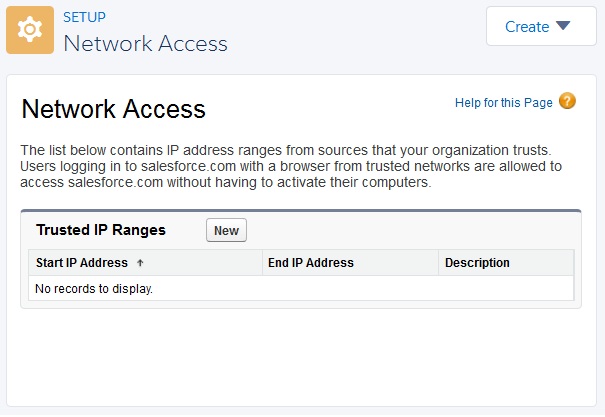 SETUP
Network Access
Create
Network Access
Help for this Page ?
The list below contains IP address ranges from sources that your organization trusts.
Users logging in to salesforce.com with a browser from trusted networks are allowed to
access salesforce.com without having to activate their computers.
Trusted IP Ranges New
Start IP Address ↑ End IP Address Description
No records to display.